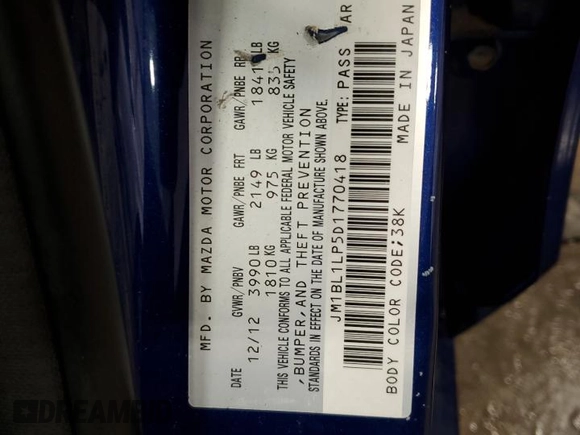 MFD. BY MAZDA MOTOR CORPORATION
GVWR/PNBV GAWR/PNBE FRT GAWR/PNBE RR
DATE 12/12 3990 LB 2149 LB 1841 LB
1810 KG 975 KG KG
THIS VEHICLE CONFORMS TO ALL APPLICABLE FEDERAL MOTOR VEHICLE SAFETY
,BUMPER,AND THEFT PREVENTION
STANDARDS IN EFFECT ON THE DATE OF MANUFACTURE SHOWN ABOVE.
JM1BL1LP5D1770418 TYPE: PASS
BODY COLOR CODE;38K MADE IN JAPAN